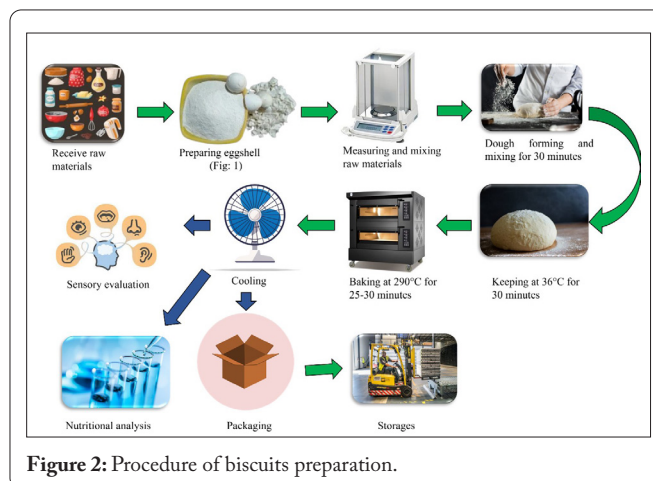 Receive raw
materials
Preparing eggshell
(Fig: 1)
Measuring and mixing
raw materials
Dough forming and
mixing for 30 minutes
Sensory evaluation
Cooling
Baking at 290°C for
25-30 minutes
Keeping at 36°C for
30 minutes
Nutritional analysis
Packaging
Storages
Figure 2: Procedure of biscuits preparation.